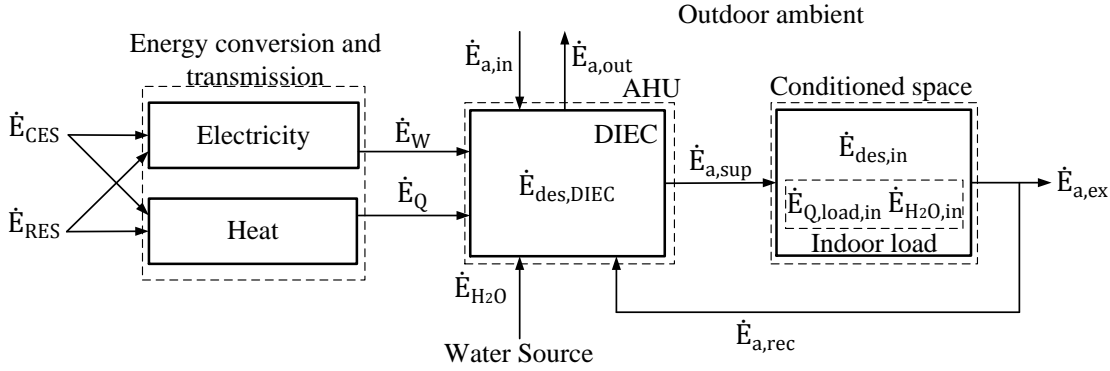 Outdoor ambient
Energy conversion and
transmission
Ė_a,in
Ė_a,out
AHU
Conditioned space
Ė_CES
Electricity
Ė_W
DIEC
Ė_des,in
Ė_a,sup
Ė_des,DIEC
Ė_a,ex
Ė_RES
Heat
Ė_Q
Ė_Q,load,in Ė_H2O,in
Indoor load
Ė_H2O
Ė_a,rec
Water Source